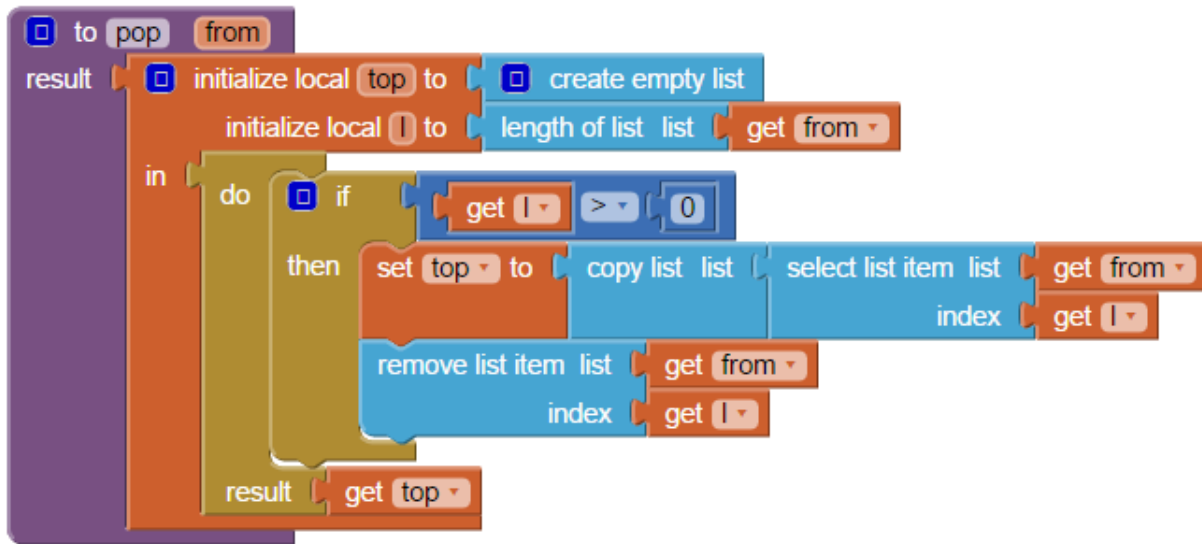 to pop from
result initialize local top to create empty list
initialize local l to length of list list get from
in
do if get l > 0
then set top to copy list list select list item list get from
index get l
remove list item list get from
index get l
result get top